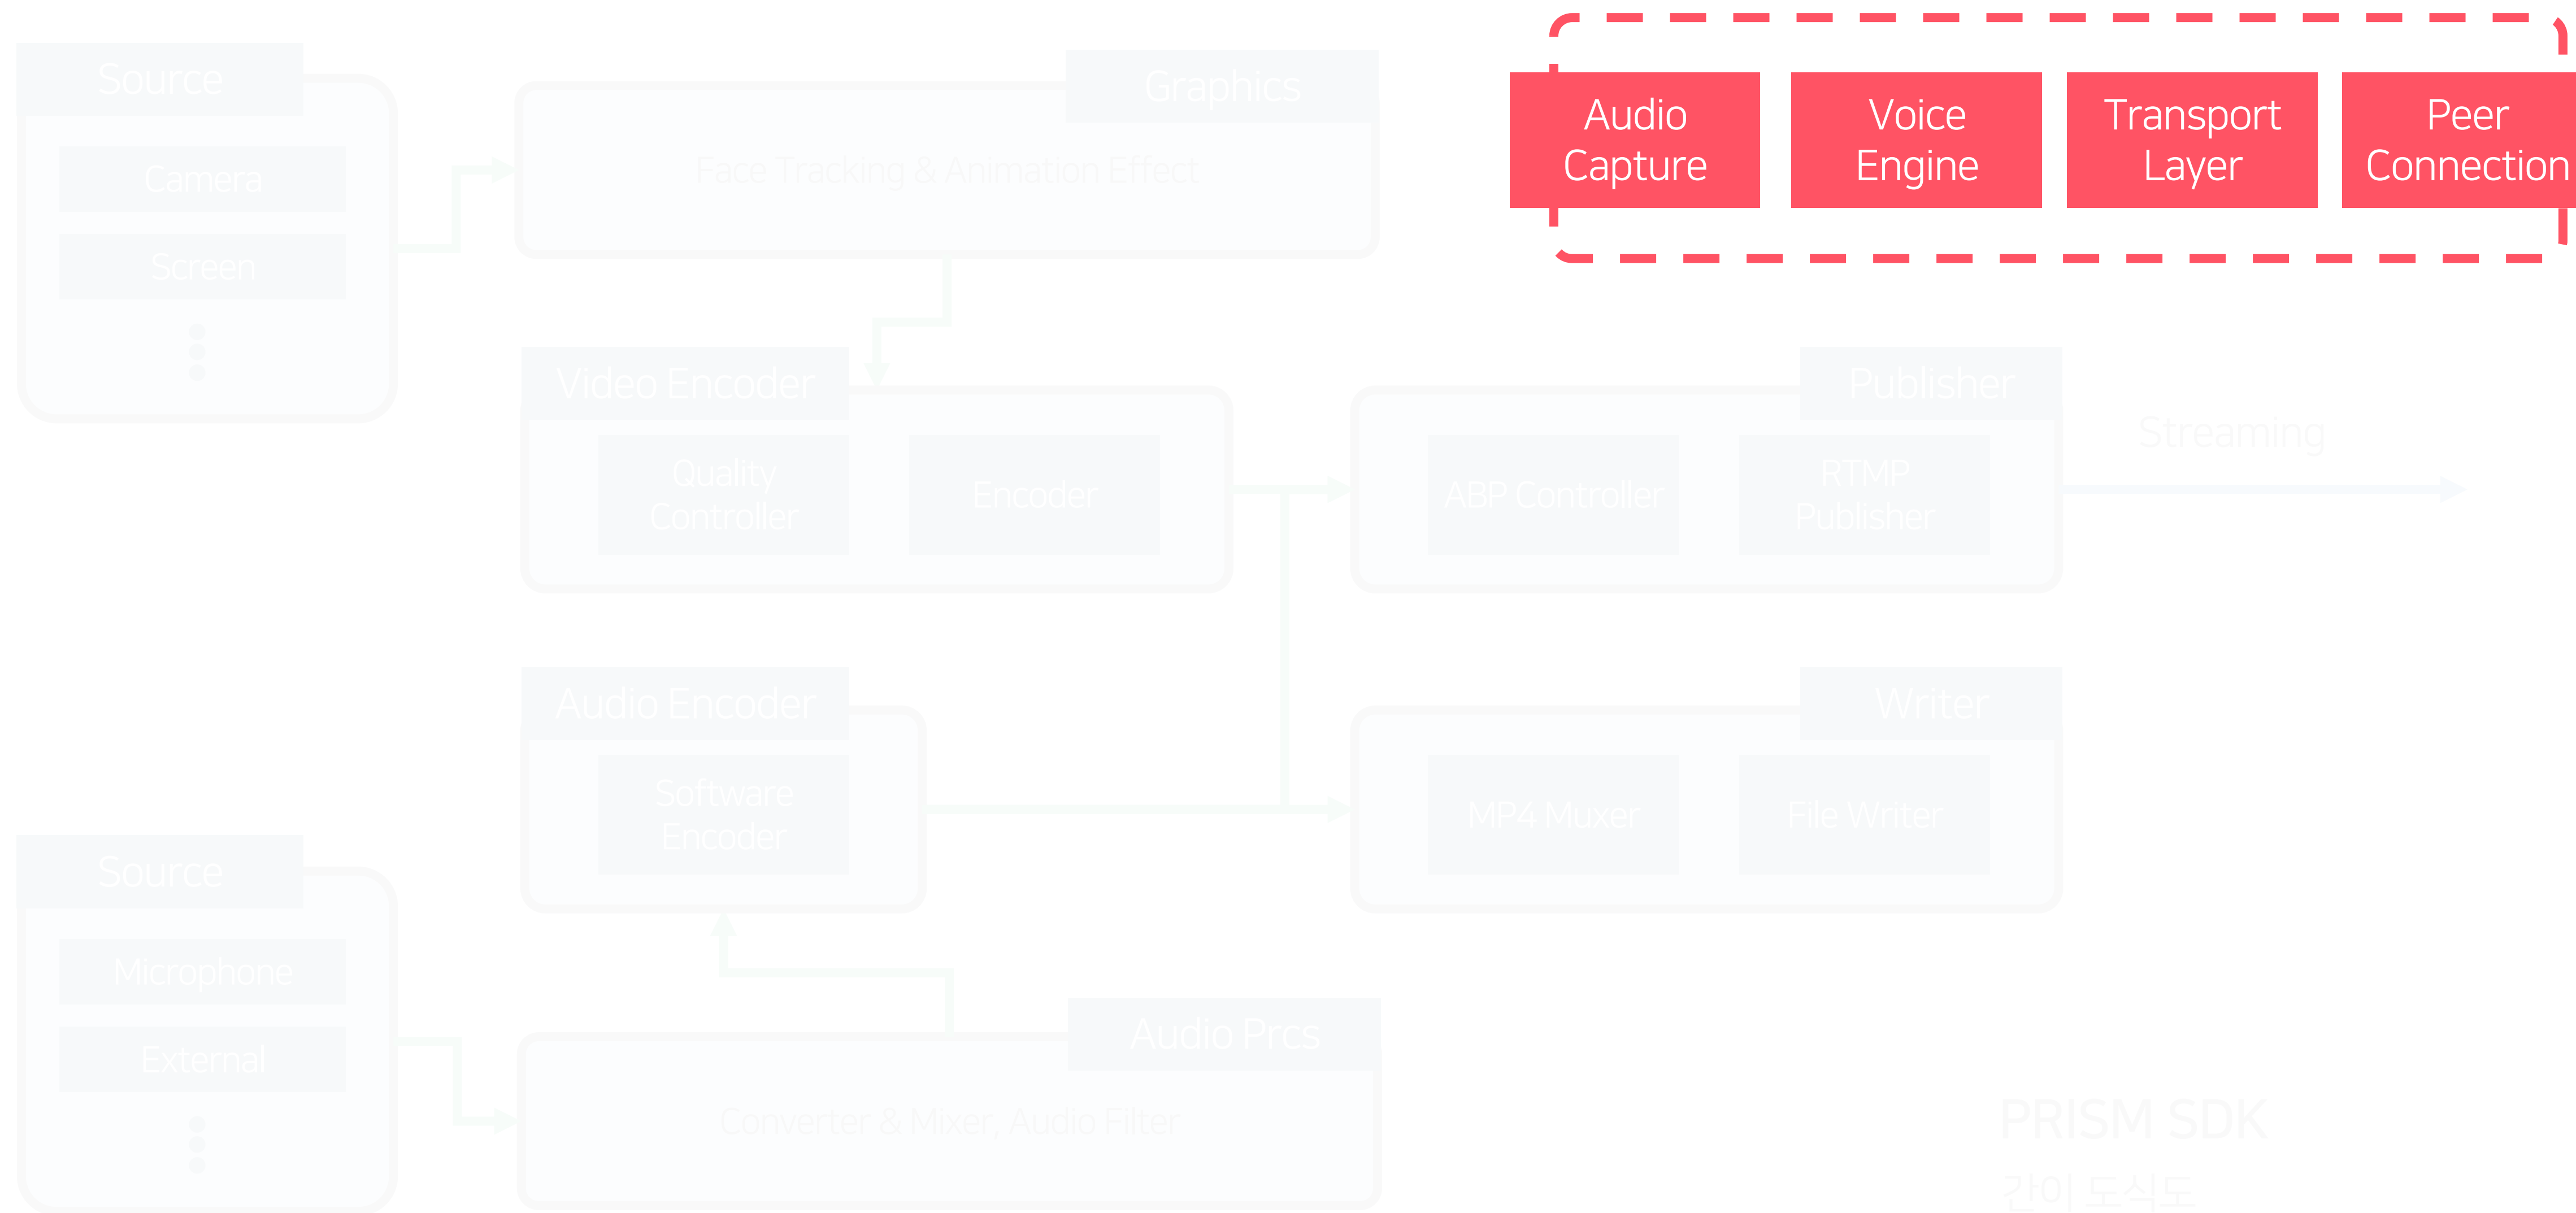 Source
Camera
Screen
Graphics
Face Tracking & Animation Effect
Audio
Capture
Voice
Engine
Transport
Layer
Peer
Connection
Video Encoder
Quality
Controller
Encoder
Publisher
ABP Controller
RTMP
Publisher
Streaming
Audio Encoder
Software
Encoder
Writer
MP4 Muxer
File Writer
Source
Microphone
External
Audio Prcs
Converter & Mixer, Audio Filter
PRISM SDK
간이 도식도